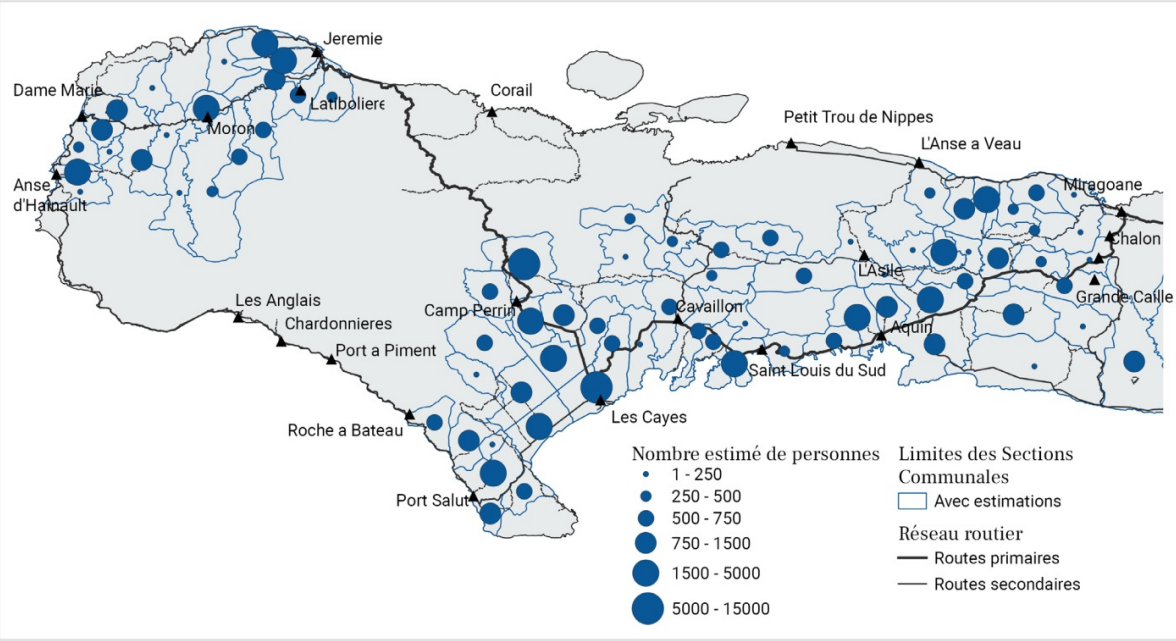 Jeremie
Dame Marie
Latiboliere
Corail
Moron
Petit Trou de Nippes
L'Anse a Veau
Anse
d'Hainault
Miragoane
Chalon
L'Asile
Grande Caille
Les Anglais
Camp Perrin
Cavaillon
Chardonnieres
Aquin
Port a Piment
Saint Louis du Sud
Les Cayes
Roche a Bateau
Port Salut
Nombre estimé de personnes
1 - 250
250 - 500
500 - 750
750 - 1500
1500 - 5000
5000 - 15000
Limites des Sections
Communales
Avec estimations
Réseau routier
Routes primaires
Routes secondaires